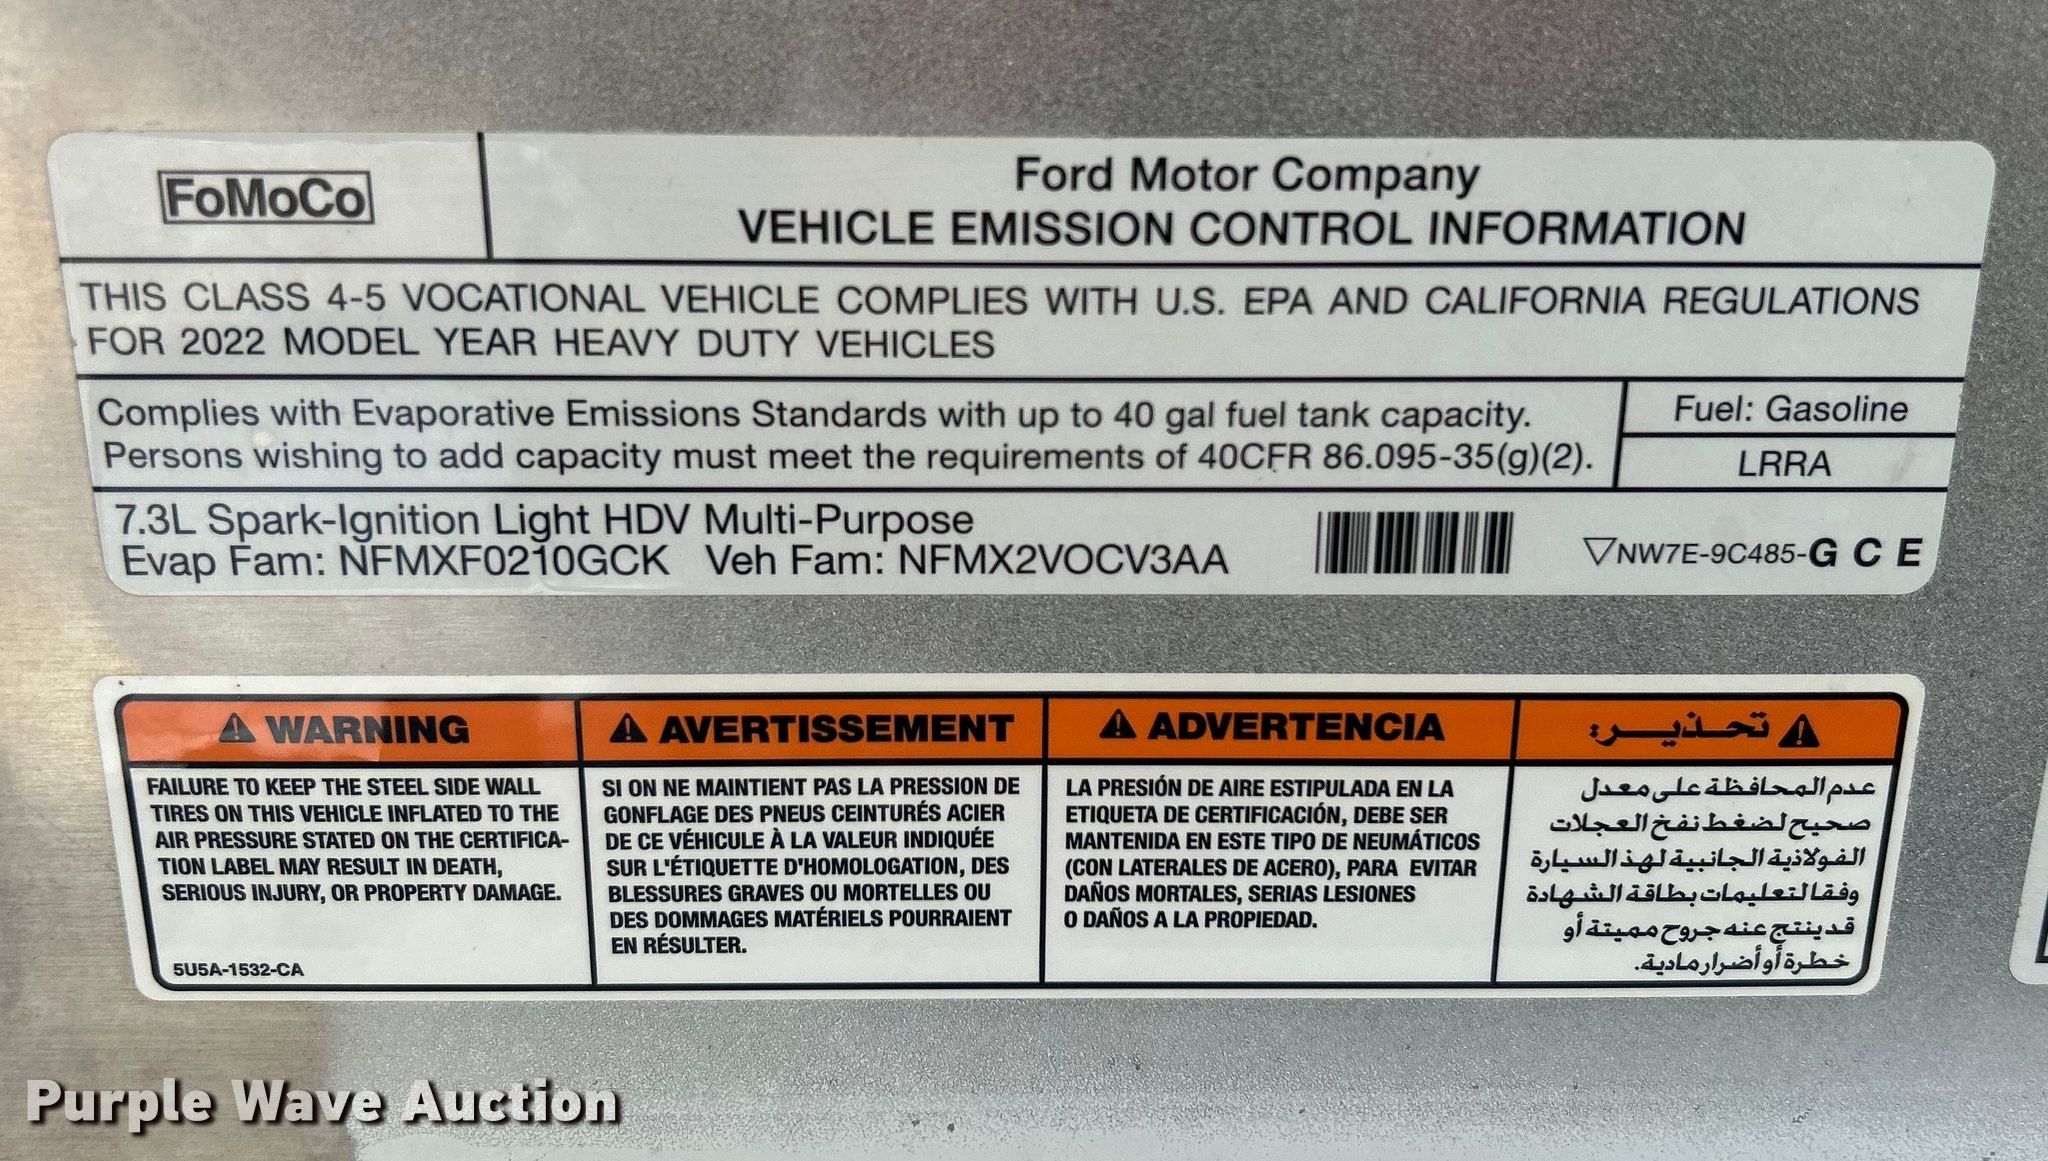 FoMoCo
Ford Motor Company
VEHICLE EMISSION CONTROL INFORMATION
THIS CLASS 4-5 VOCATIONAL VEHICLE COMPLIES WITH U.S. EPA AND CALIFORNIA REGULATIONS
FOR 2022 MODEL YEAR HEAVY DUTY VEHICLES
Complies with Evaporative Emissions Standards with up to 40 gal fuel tank capacity.
Persons wishing to add capacity must meet the requirements of 40CFR 86.095-35(g)(2).
Fuel: Gasoline
LRRA
7.3L Spark-Ignition Light HDV Multi-Purpose
Evap Fam: NFMXF0210GCK Veh Fam: NFMX2VOCV3AA
▽NW7E-9C485-G C E
⚠ WARNING
FAILURE TO KEEP THE STEEL SIDE WALL
TIRES ON THIS VEHICLE INFLATED TO THE
AIR PRESSURE STATED ON THE CERTIFICA-
TION LABEL MAY RESULT IN DEATH,
SERIOUS INJURY, OR PROPERTY DAMAGE.
5U5A-1532-CA
⚠ AVERTISSEMENT
SI ON NE MAINTIENT PAS LA PRESSION DE
GONFLAGE DES PNEUS CEINTURÉS ACIER
DE CE VÉHICULE À LA VALEUR INDIQUÉE
SUR L'ÉTIQUETTE D'HOMOLOGATION, DES
BLESSURES GRAVES OU MORTELLES OU
DES DOMMAGES MATÉRIELS POURRAIENT
EN RÉSULTER.
⚠ ADVERTENCIA
LA PRESIÓN DE AIRE ESTIPULADA EN LA
ETIQUETA DE CERTIFICACIÓN, DEBE SER
MANTENIDA EN ESTE TIPO DE NEUMÁTICOS
(CON LATERALES DE ACERO), PARA EVITAR
DAÑOS MORTALES, SERIAS LESIONES
O DAÑOS A LA PROPIEDAD.
⚠ تحذير:
عدم المحافظة على معدل
صحيح لضغط نفخ العجلات
الفولاذية الجانبية لهذ السيارة
وفقا لتعليمات بطاقة الشهادة
قد ينتج عنه جروح مميتة أو
خطرة أو أضرار مادية.
Purple Wave Auction